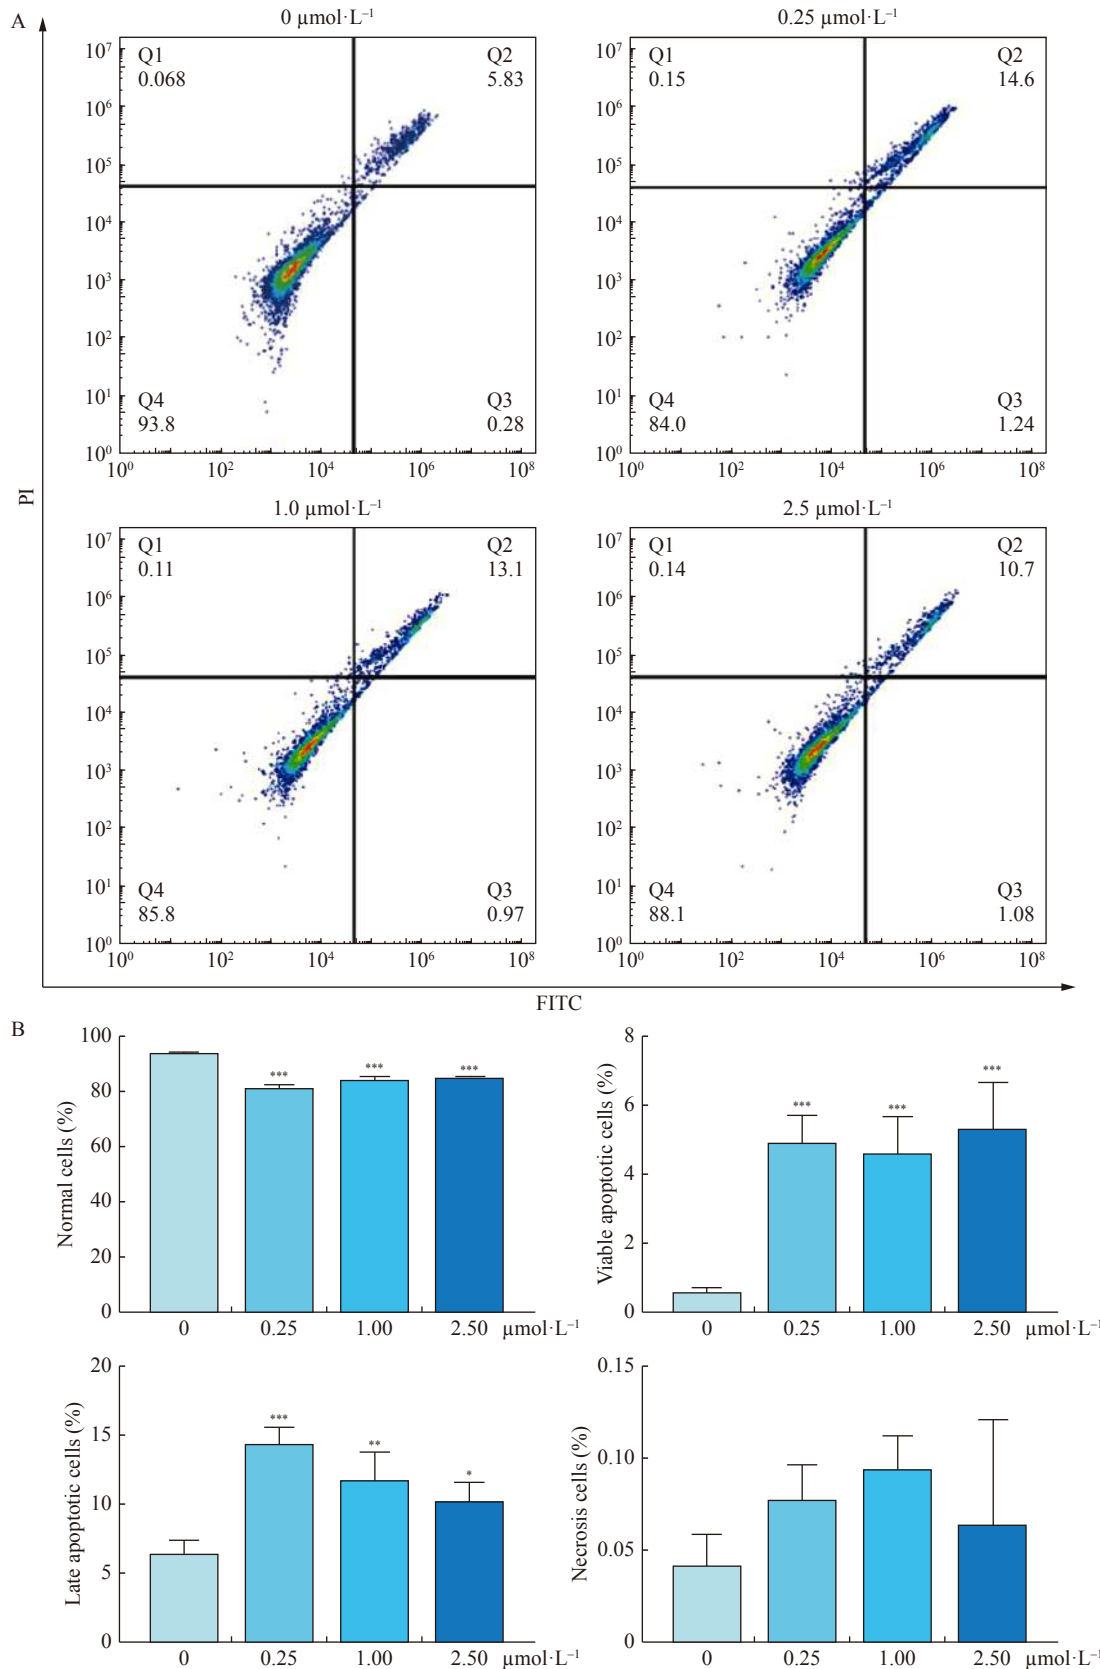 A
0 µmol·L⁻¹
0.25 µmol·L⁻¹
10⁷
10⁶
10⁵
10⁴
10³
10²
10¹
10⁰
Q1
0.068
Q2
5.83
Q4
93.8
Q3
0.28
10⁰ 10² 10⁴ 10⁶ 10⁸
10⁷
10⁶
10⁵
10⁴
10³
10²
10¹
10⁰
Q1
0.15
Q2
14.6
Q4
84.0
Q3
1.24
10⁰ 10² 10⁴ 10⁶ 10⁸
PI
1.0 µmol·L⁻¹
2.5 µmol·L⁻¹
10⁷
10⁶
10⁵
10⁴
10³
10²
10¹
10⁰
Q1
0.11
Q2
13.1
Q4
85.8
Q3
0.97
10⁰ 10² 10⁴ 10⁶ 10⁸
10⁷
10⁶
10⁵
10⁴
10³
10²
10¹
10⁰
Q1
0.14
Q2
10.7
Q4
88.1
Q3
1.08
10⁰ 10² 10⁴ 10⁶ 10⁸
FITC
B
Normal cells (%)
100
80
60
40
20
0
***
***
***
0 0.25 1.00 2.50 µmol·L⁻¹
Viable apoptotic cells (%)
8
6
4
2
0
***
***
***
0 0.25 1.00 2.50 µmol·L⁻¹
Late apoptotic cells (%)
20
15
10
5
0
***
**
*
0 0.25 1.00 2.50 µmol·L⁻¹
Necrosis cells (%)
0.15
0.10
0.05
0
0 0.25 1.00 2.50 µmol·L⁻¹